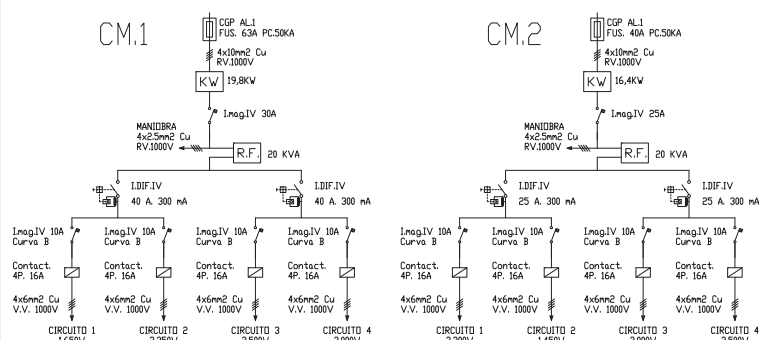 CM.1
CGP AL.1
FUS. 63A PC.50KA
4x10mm2 Cu
RV.1000V
KW
19,8KW
I.mag.IV 30A
MANIOBRA
4x2.5mm2 Cu
RV.1000V
R.F.
20 KVA
I.DIF.IV
40 A. 300 mA
I.DIF.IV
40 A. 300 mA
I.mag.IV 10A
Curva B
I.mag.IV 10A
Curva B
I.mag.IV 10A
Curva B
I.mag.IV 10A
Curva B
Contact.
4P. 16A
Contact.
4P. 16A
Contact.
4P. 16A
Contact.
4P. 16A
4x6mm2 Cu
V.V. 1000V
4x6mm2 Cu
V.V. 1000V
4x6mm2 Cu
V.V. 1000V
4x6mm2 Cu
V.V. 1000V
CIRCUITO 1
CIRCUITO 2
CIRCUITO 3
CIRCUITO 4
CM.2
CGP AL.1
FUS. 40A PC.50KA
4x10mm2 Cu
RV.1000V
KW
16,4KW
I.mag.IV 25A
MANIOBRA
4x2.5mm2 Cu
RV.1000V
R.F.
20 KVA
I.DIF.IV
25 A. 300 mA
I.DIF.IV
25 A. 300 mA
I.mag.IV 10A
Curva B
I.mag.IV 10A
Curva B
I.mag.IV 10A
Curva B
I.mag.IV 10A
Curva B
Contact.
4P. 16A
Contact.
4P. 16A
Contact.
4P. 16A
Contact.
4P. 16A
4x6mm2 Cu
V.V. 1000V
4x6mm2 Cu
V.V. 1000V
4x6mm2 Cu
V.V. 1000V
4x6mm2 Cu
V.V. 1000V
CIRCUITO 1
CIRCUITO 2
CIRCUITO 3
CIRCUITO 4